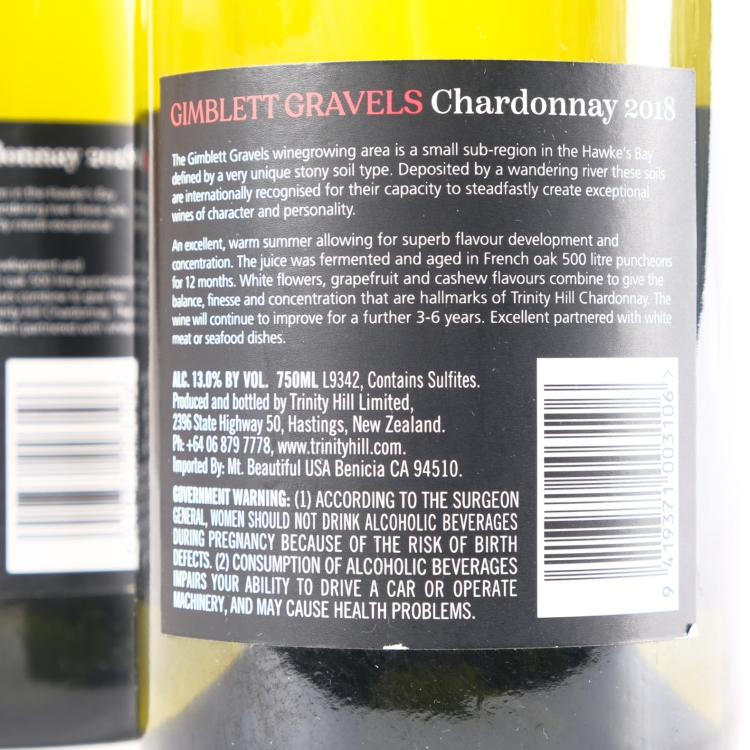 GIMBLETT GRAVELS Chardonnay 2018
The Gimblett Gravels winegrowing area is a small sub-region in the Hawke's Bay
defined by a very unique stony soil type. Deposited by a wandering river these soils
are internationally recognised for their capacity to steadfastly create exceptional
wines of character and personality.
An excellent, warm summer allowing for superb flavour development and
concentration. The juice was fermented and aged in French oak 500 litre puncheons
for 12 months. White flowers, grapefruit and cashew flavours combine to give the
balance, finesse and concentration that are hallmarks of Trinity Hill Chardonnay. The
wine will continue to improve for a further 3-6 years. Excellent partnered with white
meat or seafood dishes.
ALC. 13.0% BY VOL. 750ML L9342, Contains Sulfites.
Produced and bottled by Trinity Hill Limited,
2396 State Highway 50, Hastings, New Zealand.
Ph: +64 06 879 7778, www.trinityhill.com.
Imported By: Mt. Beautiful USA Benicia CA 94510.
GOVERNMENT WARNING: (1) ACCORDING TO THE SURGEON
GENERAL, WOMEN SHOULD NOT DRINK ALCOHOLIC BEVERAGES
DURING PREGNANCY BECAUSE OF THE RISK OF BIRTH
DEFECTS. (2) CONSUMPTION OF ALCOHOLIC BEVERAGES
IMPAIRS YOUR ABILITY TO DRIVE A CAR OR OPERATE
MACHINERY, AND MAY CAUSE HEALTH PROBLEMS.
9 419371 003106 >